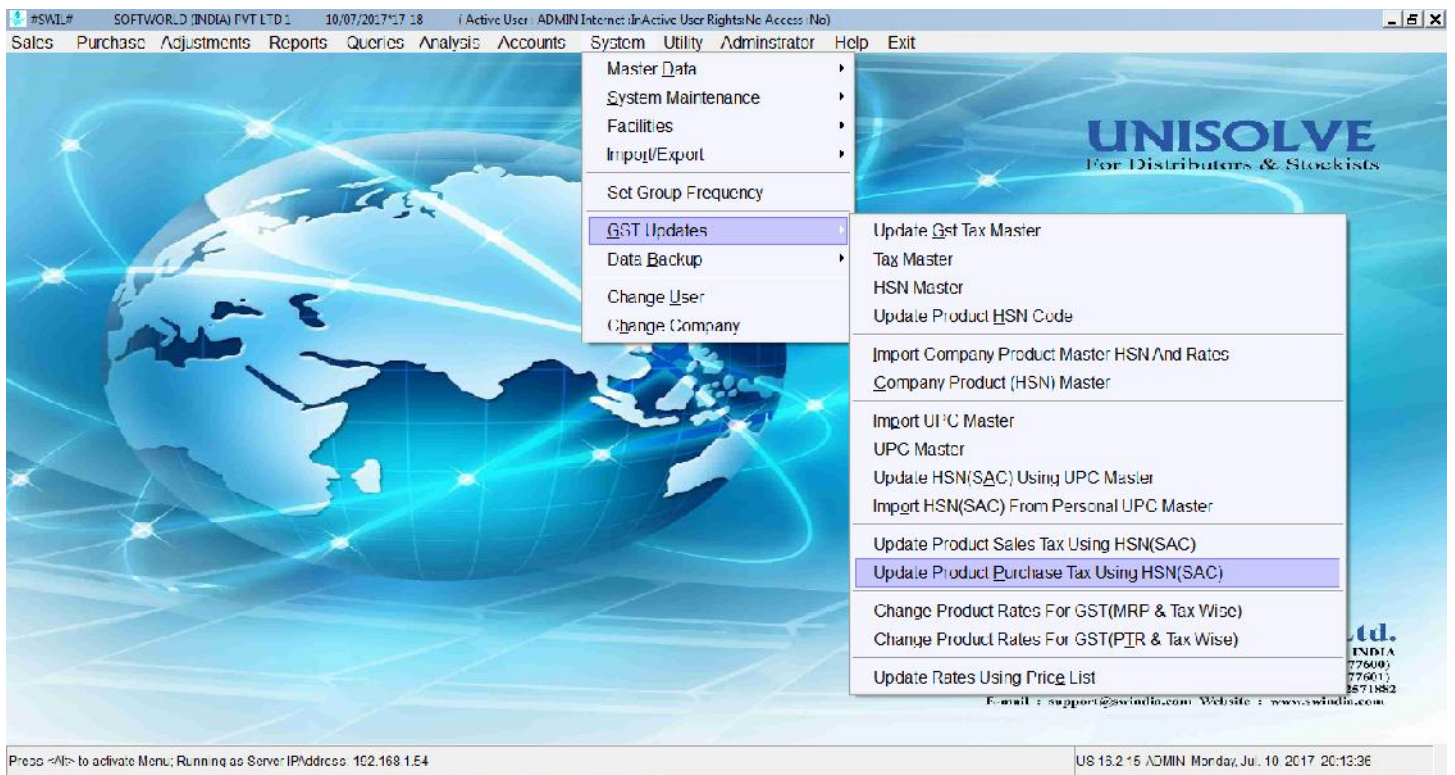 #SWIL# SOFTWORLD (INDIA) PVT LTD 1 10/07/2017*17 18 ( Active User : ADMIN Internet :InActive User Rights:No Access :No)
Sales Purchase Adjustments Reports Queries Analysis Accounts System Utility Adminstrator Help Exit
Master Data
System Maintenance
Facilities
Import/Export
Set Group Frequency
GST Updates
Data Backup
Change User
Change Company
UNISOLVE
For Distributors & Stockists
Update Gst Tax Master
Tax Master
HSN Master
Update Product HSN Code
Import Company Product Master HSN And Rates
Company Product (HSN) Master
Import UPC Master
UPC Master
Update HSN(SAC) Using UPC Master
Import HSN(SAC) From Personal UPC Master
Update Product Sales Tax Using HSN(SAC)
Update Product Purchase Tax Using HSN(SAC)
Change Product Rates For GST(MRP & Tax Wise)
Change Product Rates For GST(PTR & Tax Wise)
Update Rates Using Price List
Ltd.
INDIA
77600)
77601)
2571882
E-mail : support@swindia.com Website : www.swindia.com
Press <Alt> to activate Menu; Running as Server IPAddress: 192.168.1.54
US 16.2.15 ADMIN Monday, Jul. 10, 2017 20:13:36